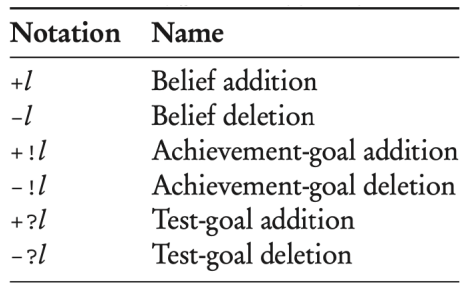 Notation Name
+l Belief addition
-l Belief deletion
+!l Achievement-goal addition
-!l Achievement-goal deletion
+?l Test-goal addition
-?l Test-goal deletion